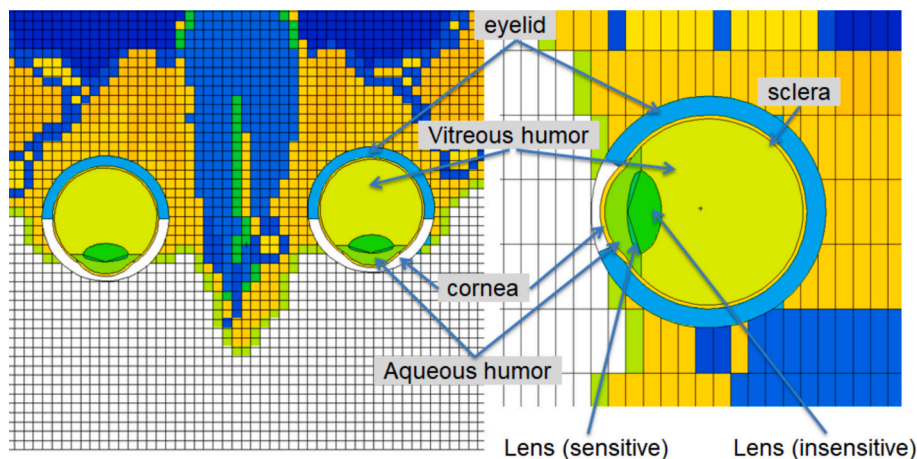 eyelid
sclera
Vitreous humor
cornea
Aqueous humor
Lens (sensitive)
Lens (insensitive)